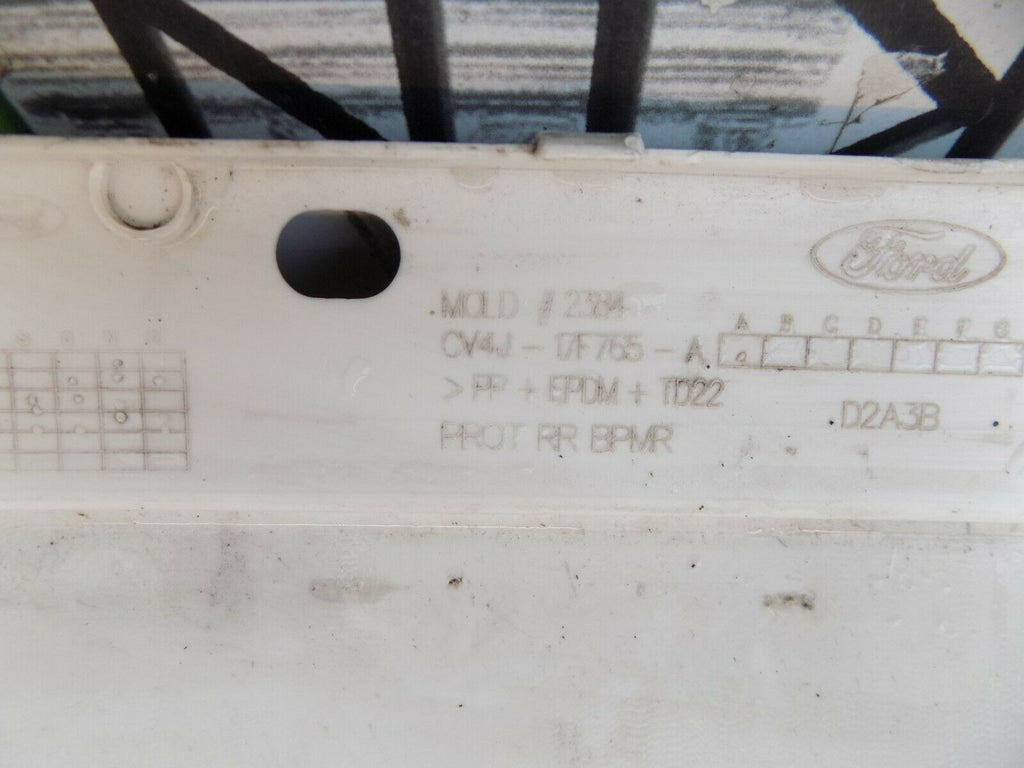 Ford
MOLD # 2384
A B C D E F G
CV4J - 17F765 - A
> PP + EPDM + TD22
D2A3B
PROT RR BPMR